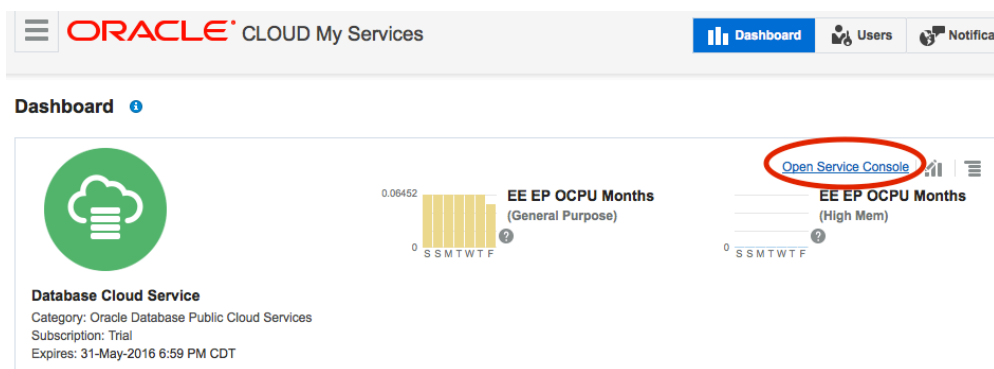 ORACLE CLOUD My Services
Dashboard
Users
Notifica
Dashboard
Open Service Console
0.06452
0
S S M T W T F
EE EP OCPU Months
(General Purpose)
0
S S M T W T F
EE EP OCPU Months
(High Mem)
Database Cloud Service
Category: Oracle Database Public Cloud Services
Subscription: Trial
Expires: 31-May-2016 6:59 PM CDT